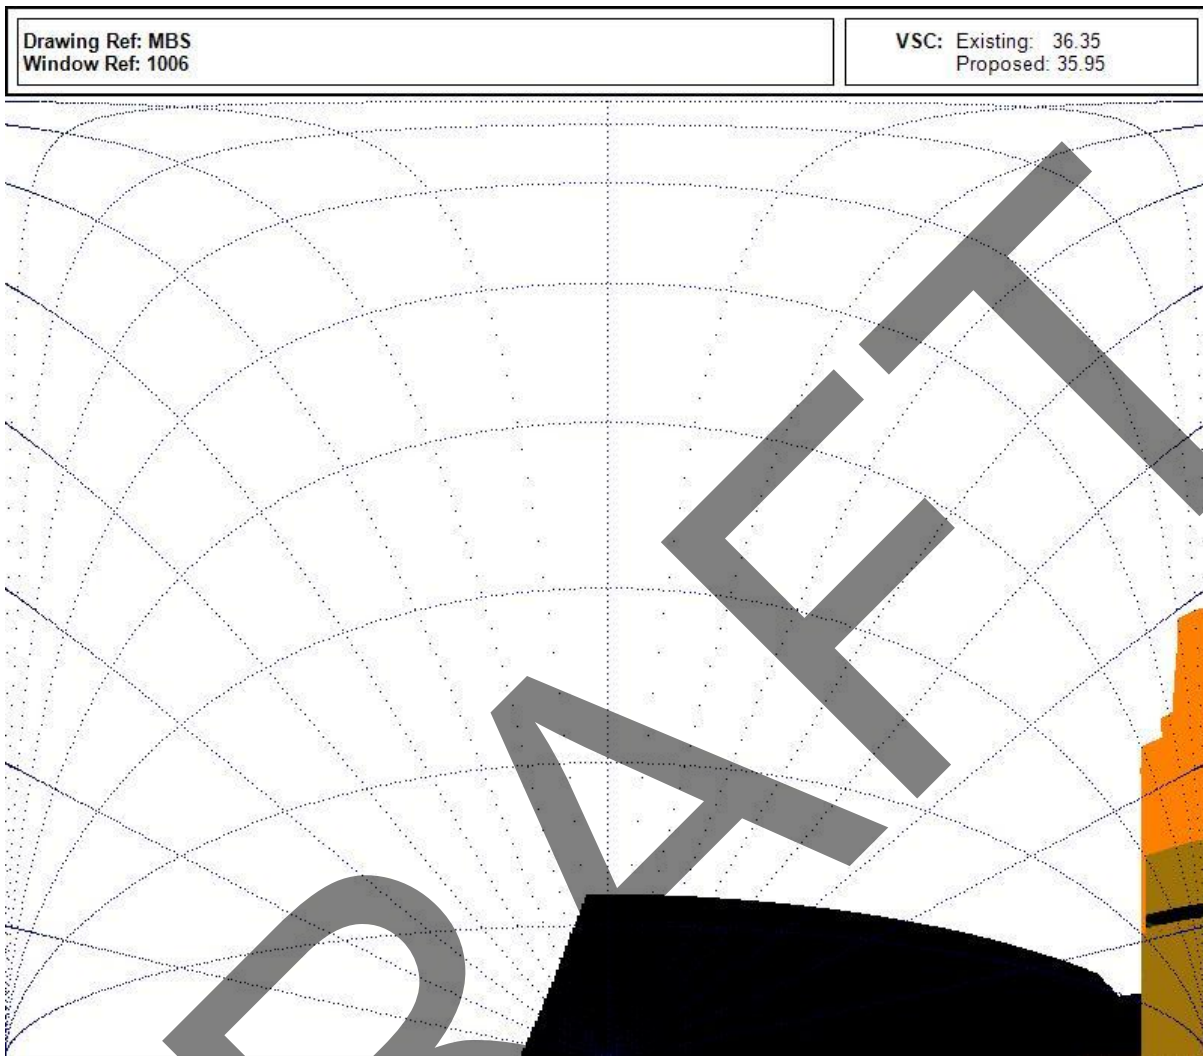 Drawing Ref: MBS
Window Ref: 1006
VSC: Existing: 36.35
Proposed: 35.95
DRAFT